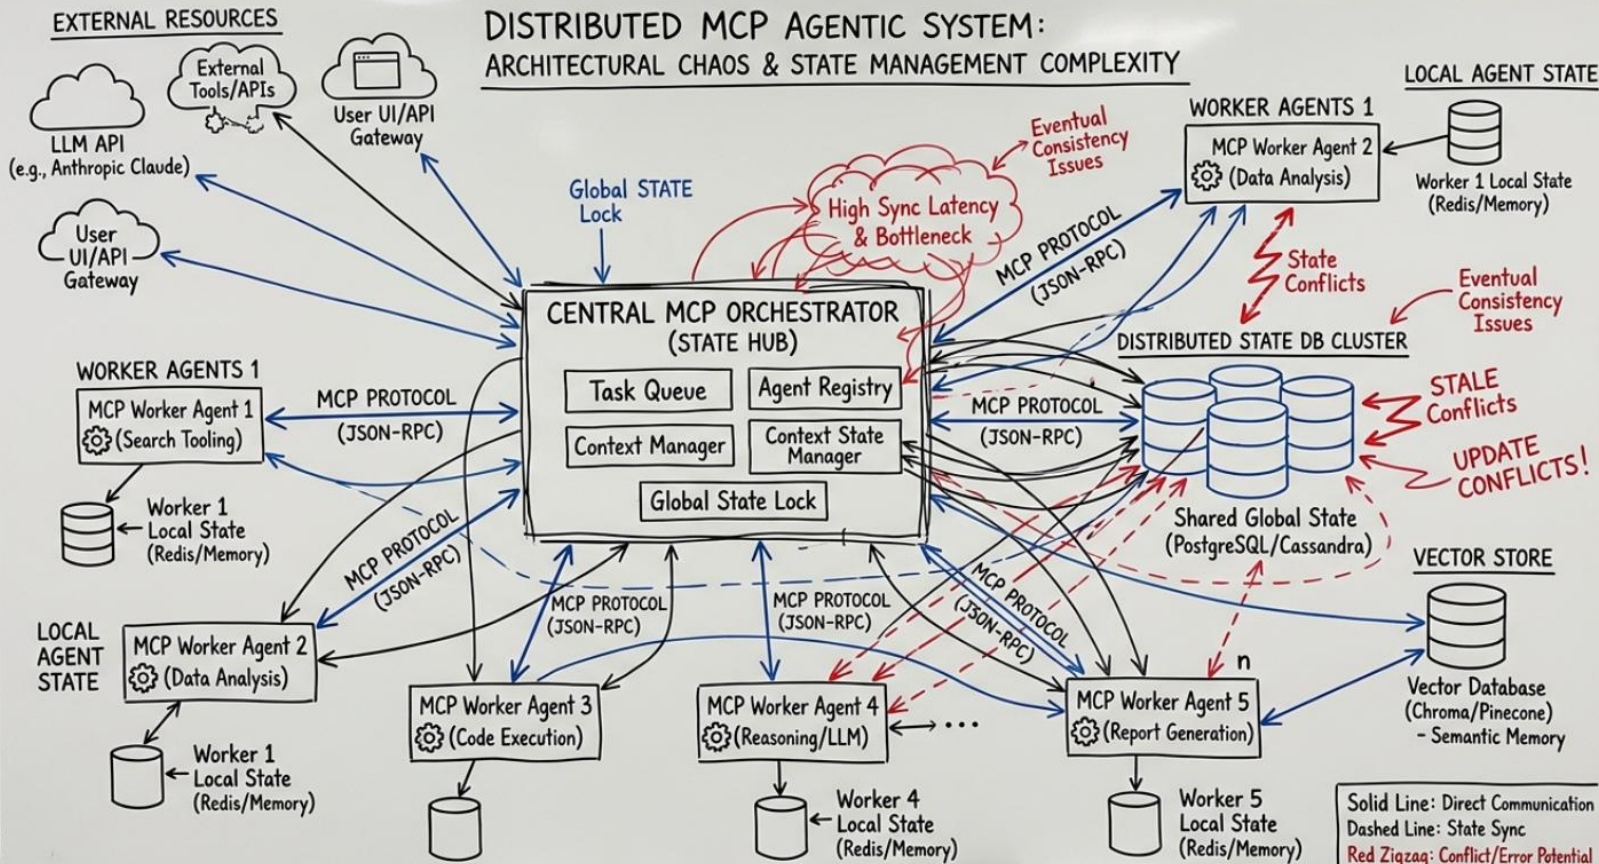 EXTERNAL RESOURCES
DISTRIBUTED MCP AGENTIC SYSTEM:
ARCHITECTURAL CHAOS & STATE MANAGEMENT COMPLEXITY
LLM API
(e.g., Anthropic Claude)
External
Tools/APIs
User UI/API
Gateway
User
UI/API
Gateway
Global STATE
Lock
High Sync Latency
& Bottleneck
Eventual
Consistency
Issues
LOCAL AGENT STATE
WORKER AGENTS 1
MCP Worker Agent 2
(Data Analysis)
Worker 1 Local State
(Redis/Memory)
MCP PROTOCOL
(JSON-RPC)
State
Conflicts
Eventual
Consistency
Issues
CENTRAL MCP ORCHESTRATOR
(STATE HUB)
Task Queue
Agent Registry
Context Manager
Context State
Manager
Global State Lock
DISTRIBUTED STATE DB CLUSTER
STALE
Conflicts
UPDATE
CONFLICTS!
Shared Global State
(PostgreSQL/Cassandra)
MCP PROTOCOL
(JSON-RPC)
WORKER AGENTS 1
MCP Worker Agent 1
(Search Tooling)
MCP PROTOCOL
(JSON-RPC)
Worker 1
Local State
(Redis/Memory)
MCP PROTOCOL
(JSON-RPC)
LOCAL
AGENT
STATE
MCP Worker Agent 2
(Data Analysis)
Worker 1
Local State
(Redis/Memory)
MCP PROTOCOL
(JSON-RPC)
MCP Worker Agent 3
(Code Execution)
MCP PROTOCOL
(JSON-RPC)
MCP Worker Agent 4
(Reasoning/LLM)
...
Worker 4
Local State
(Redis/Memory)
MCP PROTOCOL
(JSON-RPC)
n
MCP Worker Agent 5
(Report Generation)
Worker 5
Local State
(Redis/Memory)
VECTOR STORE
Vector Database
(Chroma/Pinecone)
- Semantic Memory
Solid Line: Direct Communication
Dashed Line: State Sync
Red Zigzag: Conflict/Error Potential